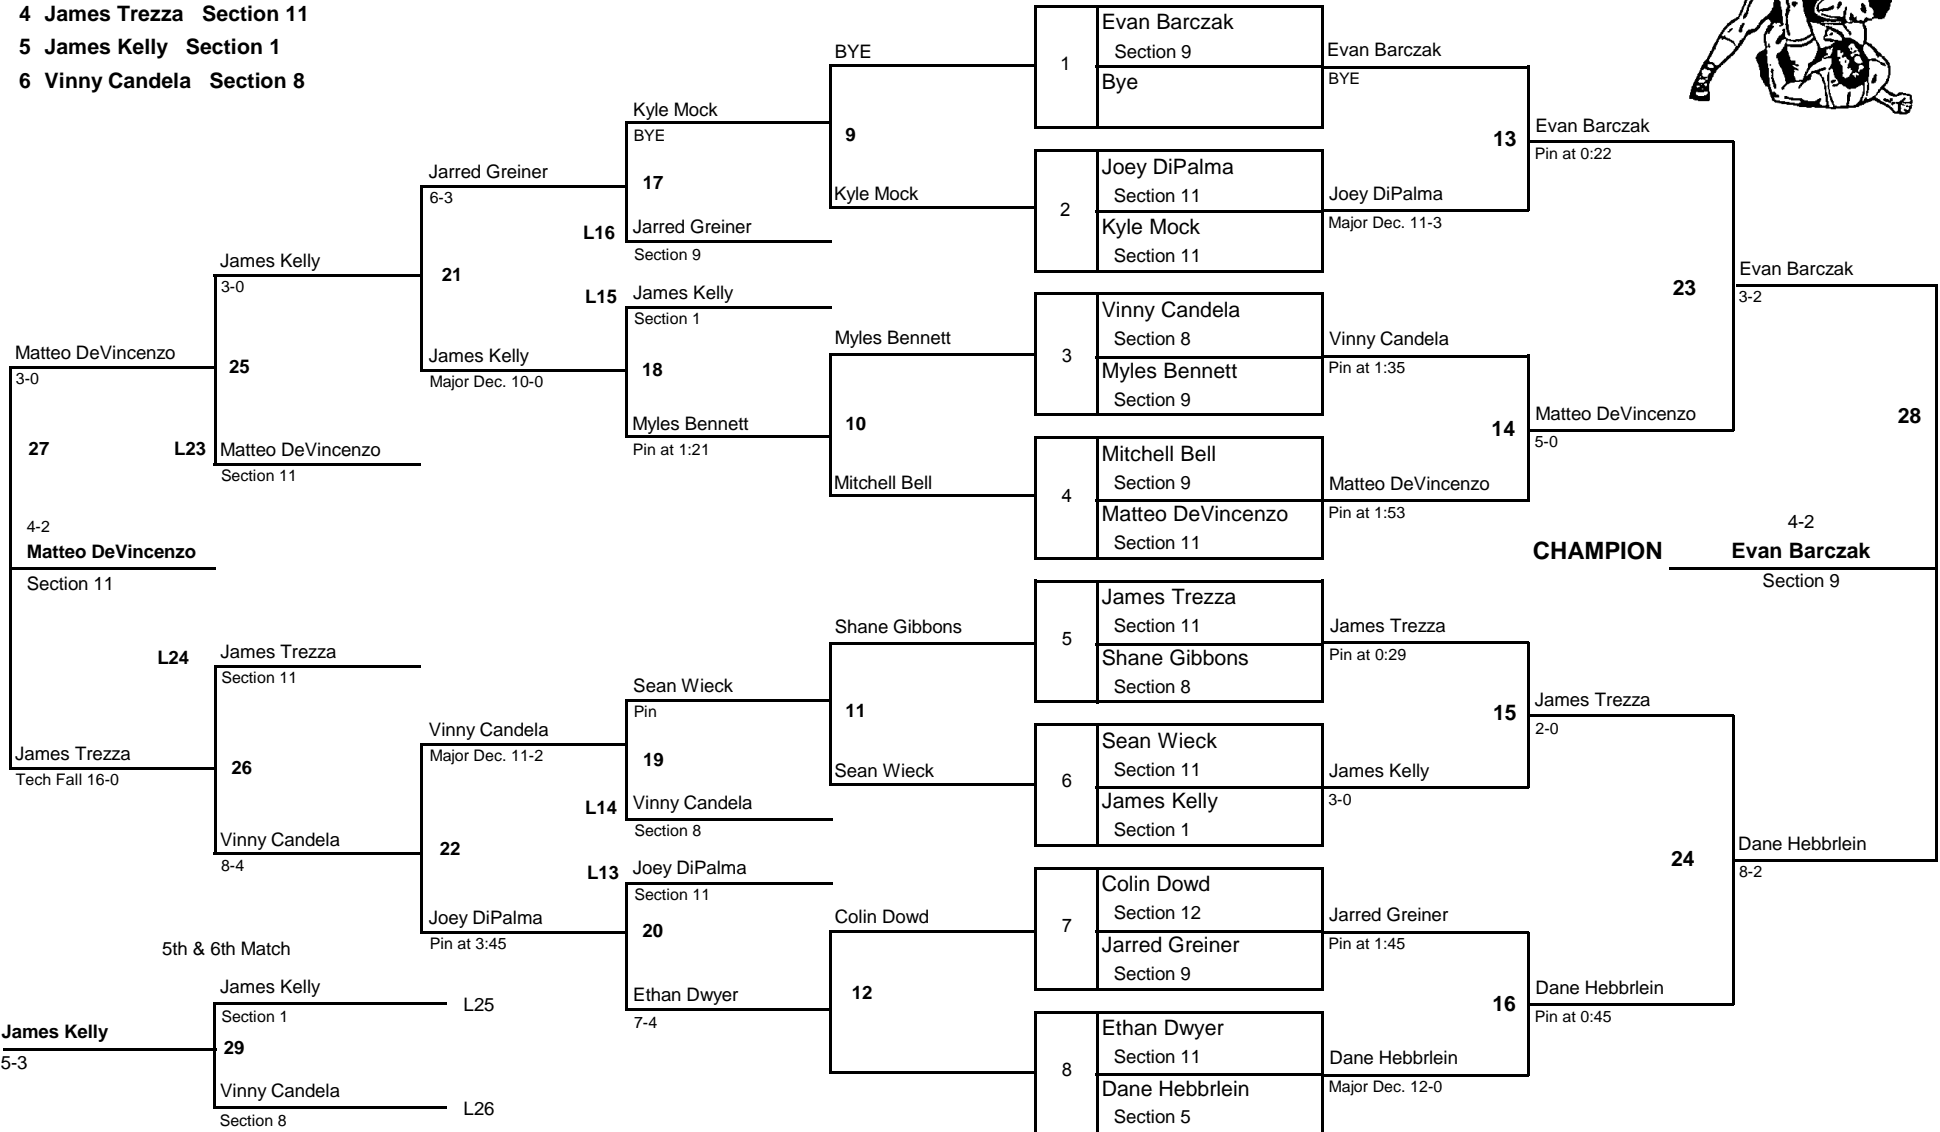 4 James Trezza Section 11
5 James Kelly Section 1
6 Vinny Candela Section 8
Matteo DeVincenzo
3-0
27
4-2
Matteo DeVincenzo
Section 11
James Trezza
Tech Fall 16-0
James Kelly
3-0
25
L23 Matteo DeVincenzo
Section 11
L24 James Trezza
Section 11
26
Vinny Candela
8-4
5th & 6th Match
James Kelly
L25
Section 1
James Kelly
29
5-3
Vinny Candela
L26
Section 8
Jarred Greiner
6-3
21
James Kelly
Major Dec. 10-0
Vinny Candela
Major Dec. 11-2
22
Joey DiPalma
Pin at 3:45
Kyle Mock
BYE
17
L16 Jarred Greiner
Section 9
L15 James Kelly
Section 1
18
Myles Bennett
Pin at 1:21
Sean Wieck
Pin
19
L14 Vinny Candela
Section 8
L13 Joey DiPalma
Section 11
20
Ethan Dwyer
7-4
BYE
9
Kyle Mock
Myles Bennett
10
Mitchell Bell
Shane Gibbons
11
Sean Wieck
Colin Dowd
12
1
Evan Barczak
Section 9
Bye
2
Joey DiPalma
Section 11
Kyle Mock
Section 11
3
Vinny Candela
Section 8
Myles Bennett
Section 9
4
Mitchell Bell
Section 9
Matteo DeVincenzo
Section 11
5
James Trezza
Section 11
Shane Gibbons
Section 8
6
Sean Wieck
Section 11
James Kelly
Section 1
7
Colin Dowd
Section 12
Jarred Greiner
Section 9
8
Ethan Dwyer
Section 11
Dane Hebbrlein
Section 5
Evan Barczak
BYE
13
Joey DiPalma
Major Dec. 11-3
Vinny Candela
Pin at 1:35
14
Matteo DeVincenzo
Pin at 1:53
James Trezza
Pin at 0:29
15
James Kelly
3-0
Jarred Greiner
Pin at 1:45
16
Dane Hebbrlein
Major Dec. 12-0
Evan Barczak
Pin at 0:22
23
Matteo DeVincenzo
5-0
James Trezza
2-0
24
Dane Hebbrlein
Pin at 0:45
Evan Barczak
3-2
28
4-2
CHAMPION Evan Barczak
Section 9
Dane Hebbrlein
8-2